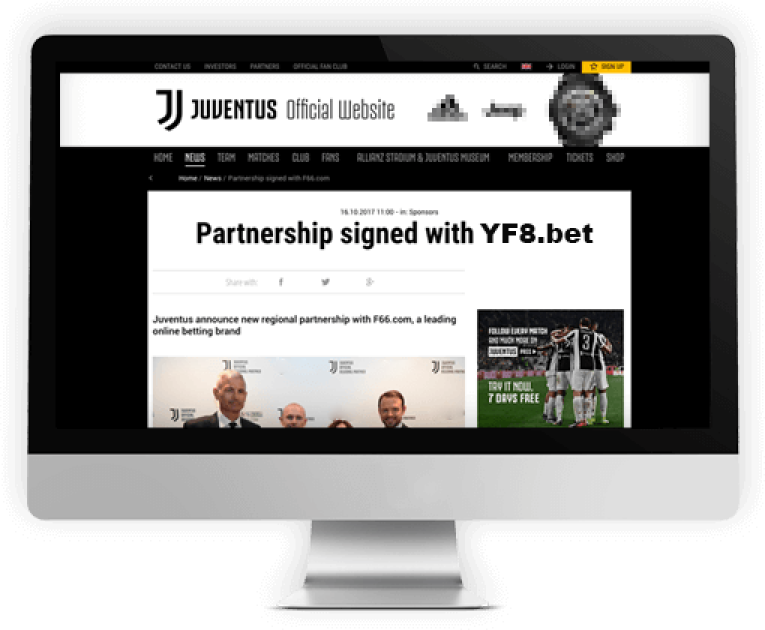 CONTACT US INVESTORS PARTNERS OFFICIAL FAN CLUB SEARCH LOGIN SIGN UP
JUVENTUS Official Website Jeep
HOME NEWS TEAM MATCHES CLUB FANS ALLIANZ STADIUM & JUVENTUS MUSEUM MEMBERSHIP TICKETS SHOP
Home / News / Partnership signed with F66.com
16.10.2017 11:00 - in: Sponsors
Partnership signed with YF8.bet
Share with:
Juventus announce new regional partnership with F66.com, a leading
online betting brand
FOLLOW EVERY MATCH
AND MUCH MORE ON
JUVENTUS PASS
TRY IT NOW,
7 DAYS FREE
3